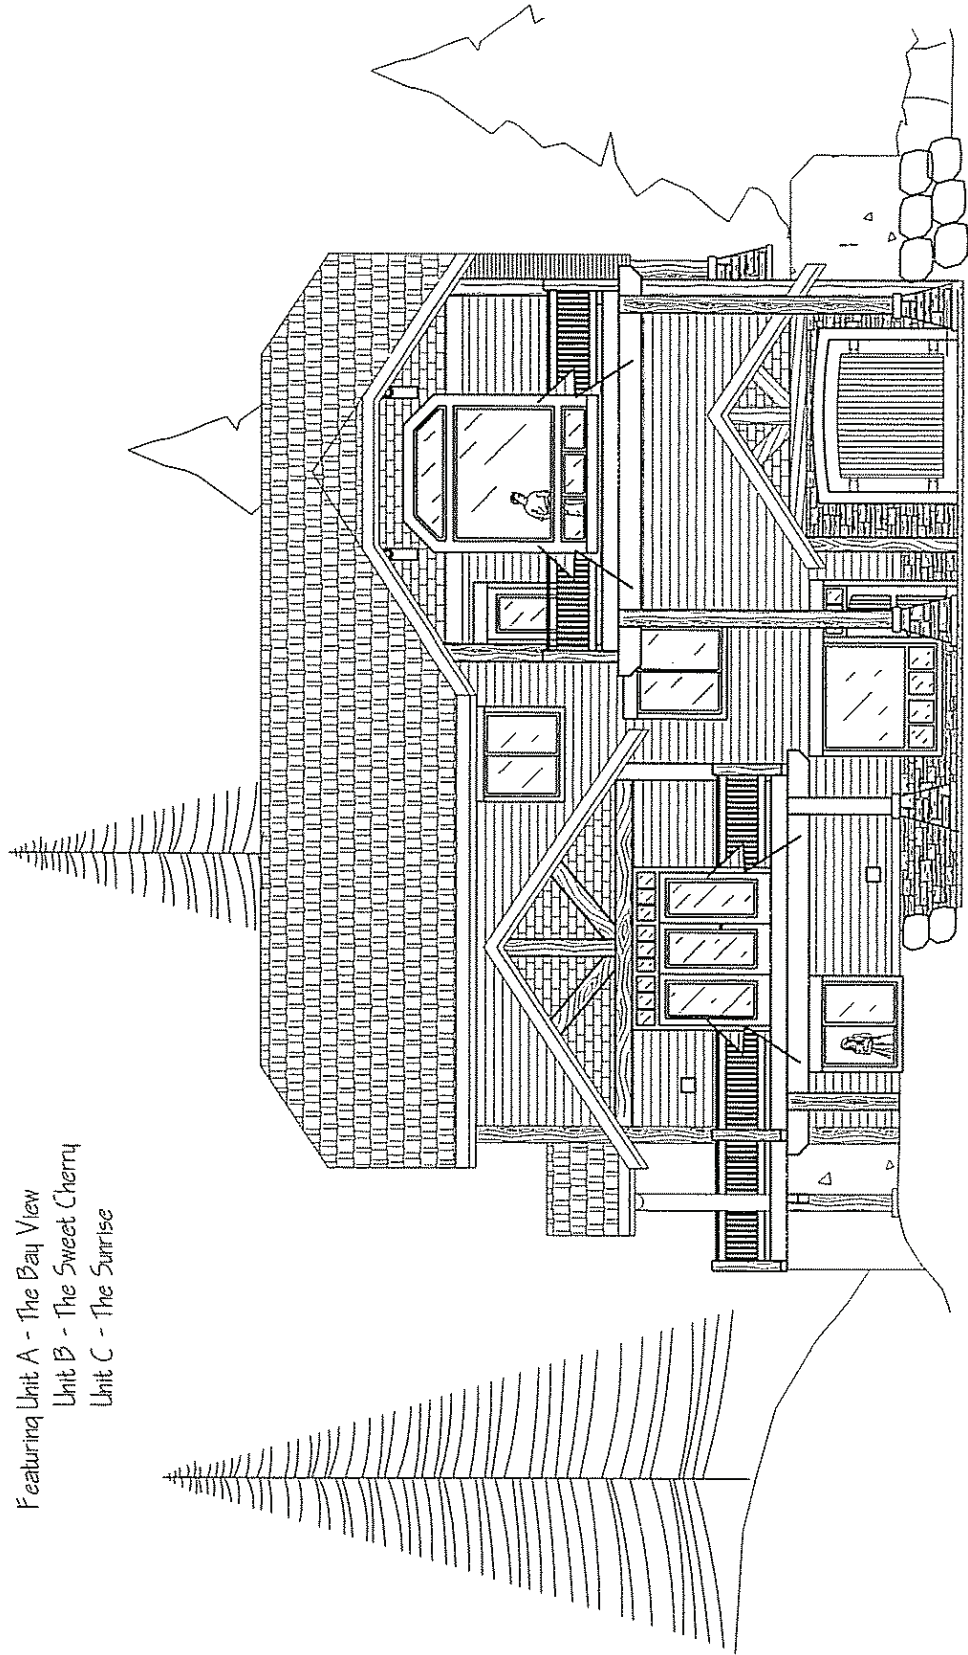 Featuring Unit A - The Bay View
Unit B - The Sweet Cherry
Unit C - The Sunrise